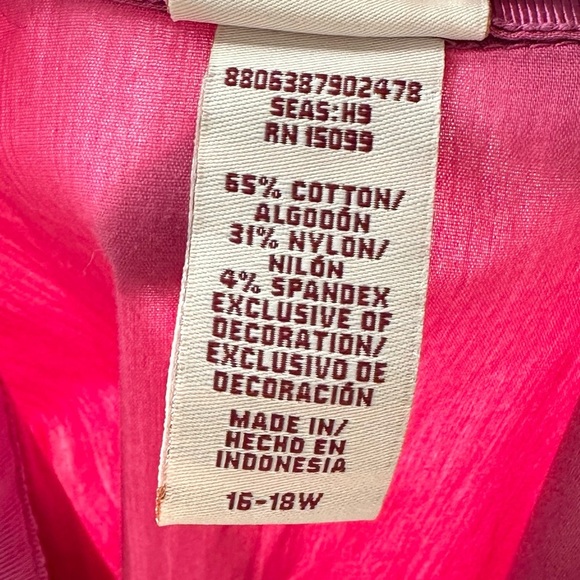 8806387902478
SEAS:H9
RN 15099
65% COTTON/
ALGODÓN
31% NYLON/
NILÓN
4% SPANDEX
EXCLUSIVE OF
DECORATION/
EXCLUSIVO DE
DECORACIÓN
MADE IN/
HECHO EN
INDONESIA
16-18W